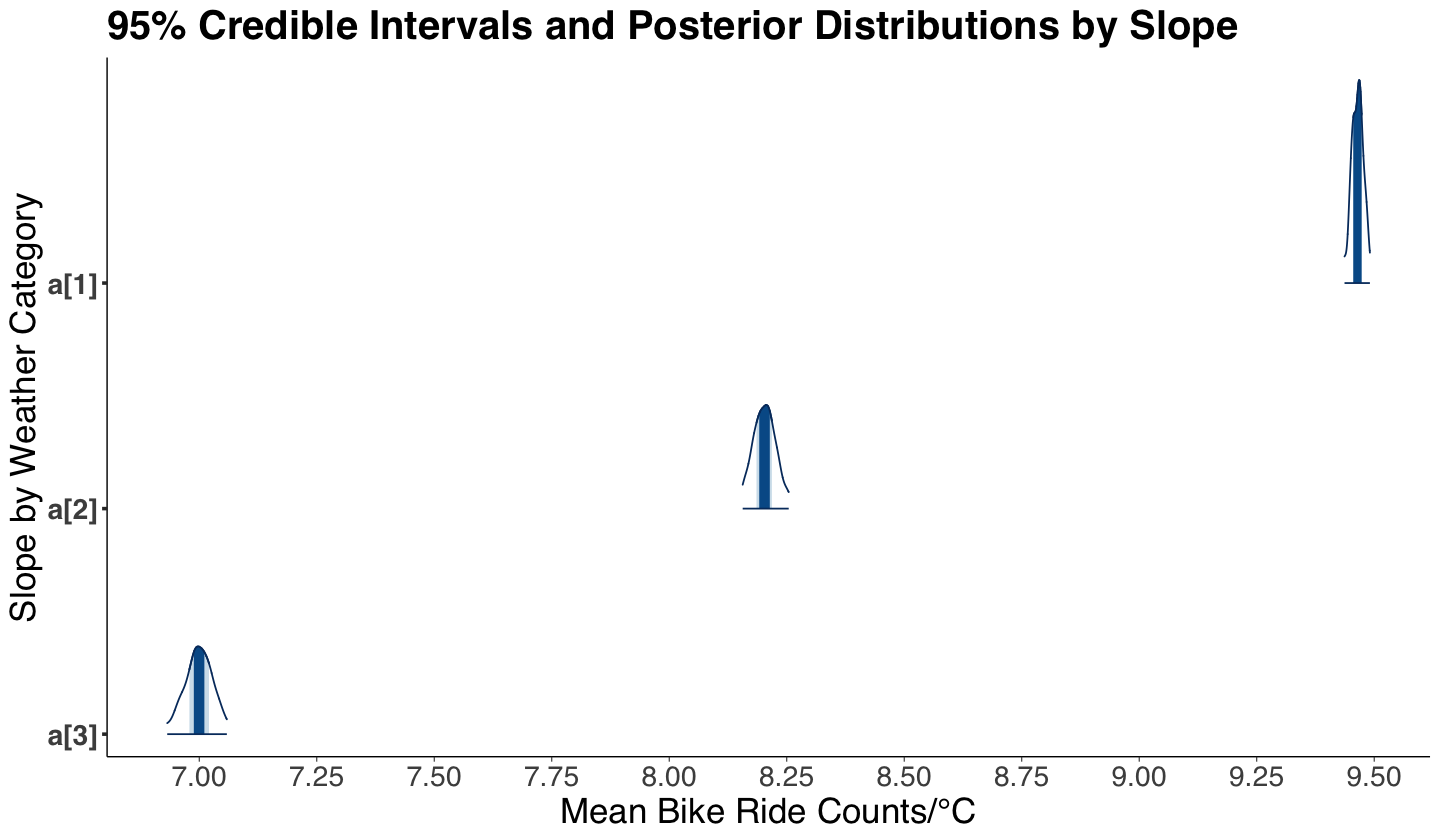 95% Credible Intervals and Posterior Distributions by Slope
Slope by Weather Category
a[1]
a[2]
a[3]
7.00 7.25 7.50 7.75 8.00 8.25 8.50 8.75 9.00 9.25 9.50
Mean Bike Ride Counts/°C